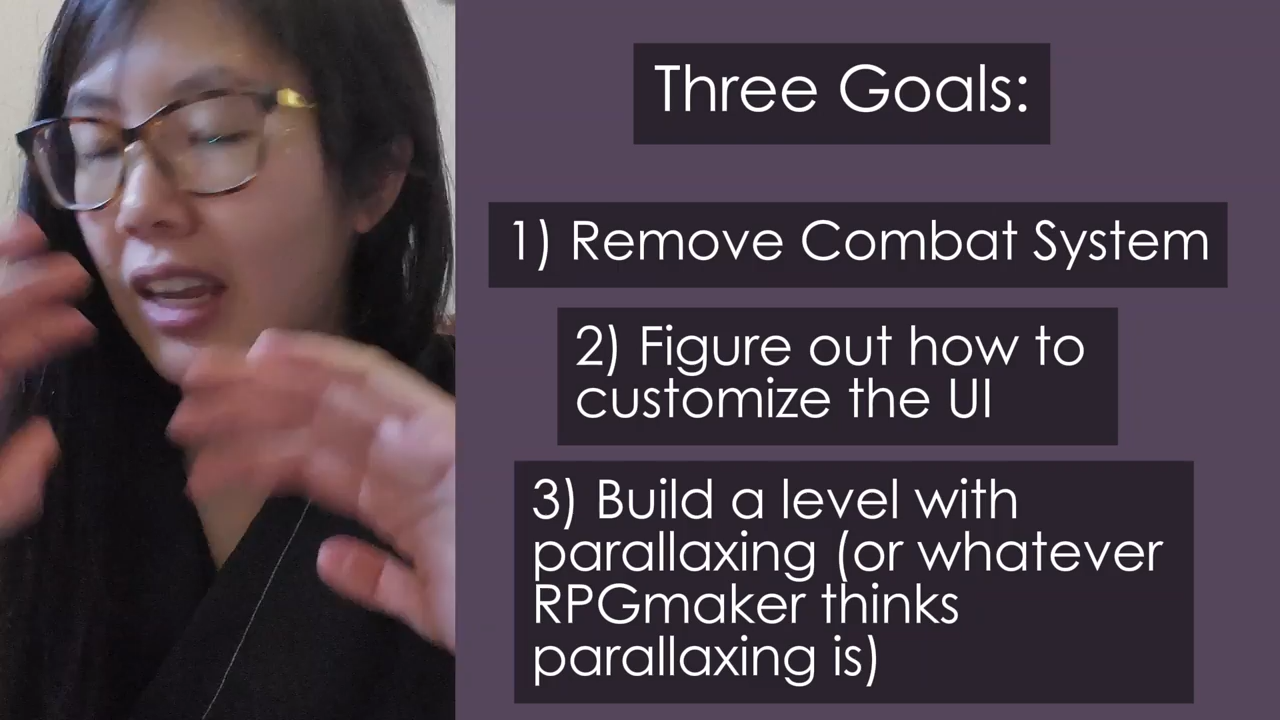 Three Goals:
1) Remove Combat System
2) Figure out how to
customize the UI
3) Build a level with
parallaxing (or whatever
RPGmaker thinks
parallaxing is)